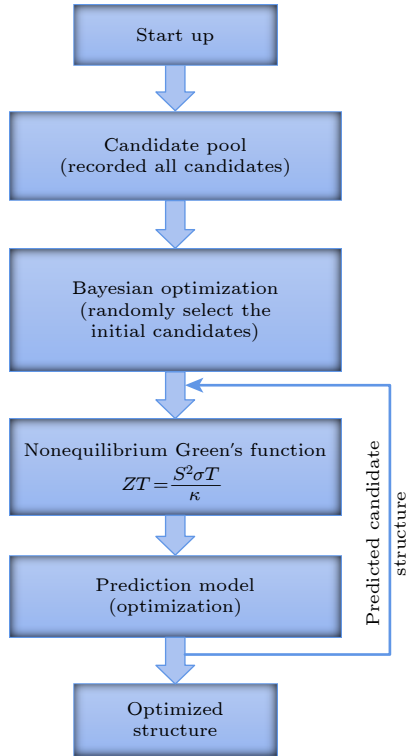 Start up
Candidate pool
(recorded all candidates)
Bayesian optimization
(randomly select the
initial candidates)
Nonequilibrium Green's function
ZT = S²σT / κ
Prediction model
(optimization)
Predicted candidate
structure
Optimized
structure